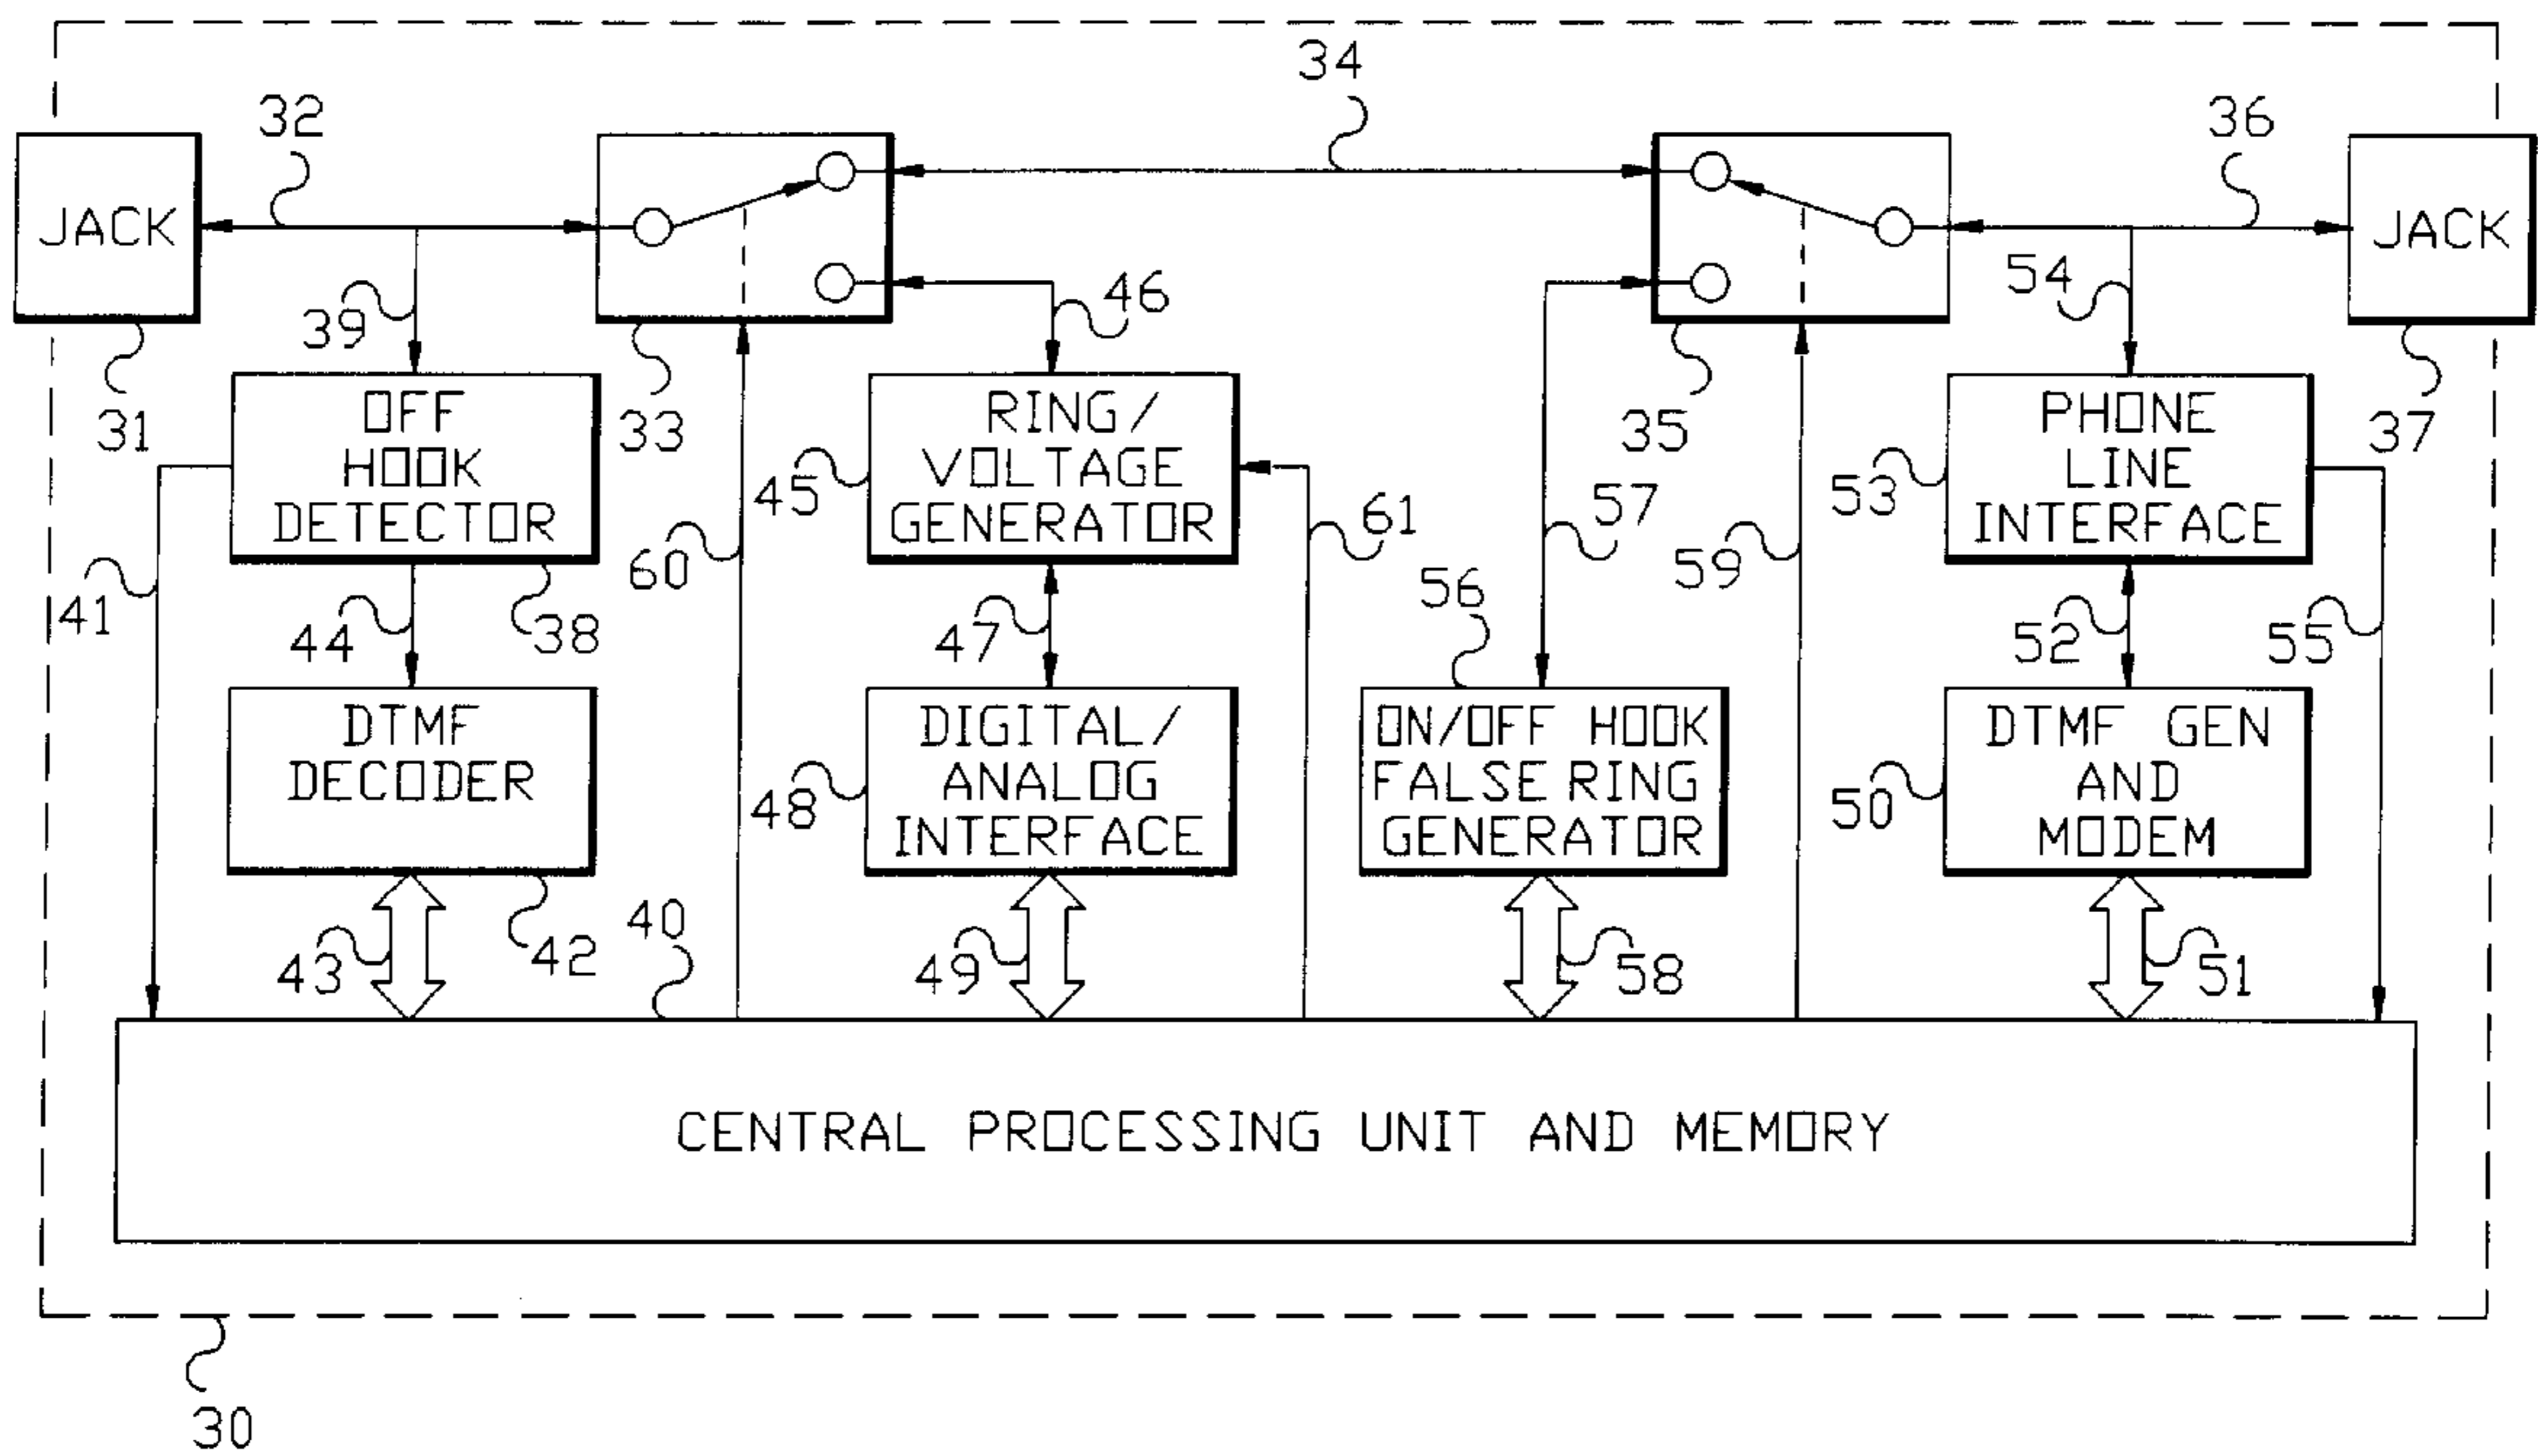 34
32
36
JACK
JACK
54
46
39
31
OFF
HOOK
DETECTOR
33
RING/
VOLTAGE
GENERATOR
35
PHONE
LINE
INTERFACE
37
45
57
53
61
60
59
56
41
44
38
47
52
55
DTMF
DECODER
DIGITAL/
ANALOG
INTERFACE
ON/OFF HOOK
FALSE RING
GENERATOR
DTMF GEN
AND
MODEM
48
50
40
43
42
49
58
51
CENTRAL PROCESSING UNIT AND MEMORY
30